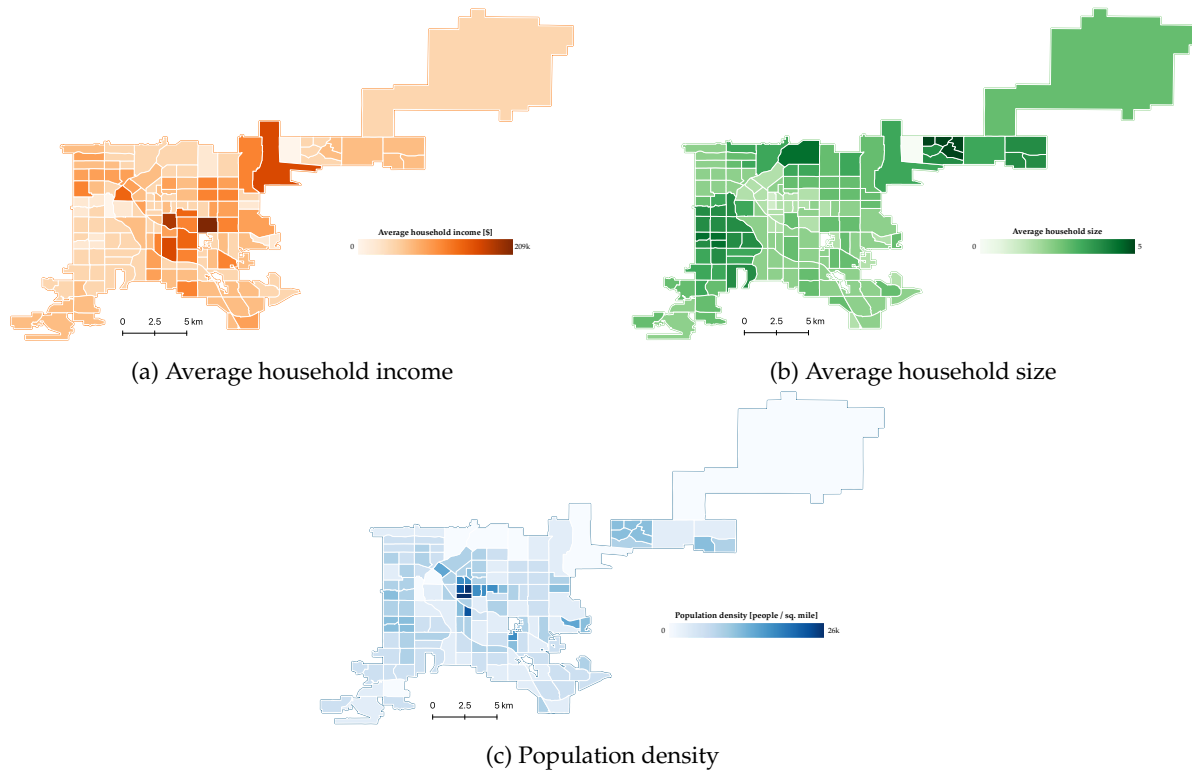 Average household income [$]
0
209k
0 2.5 5 km
(a) Average household income
Average household size
0
5
0 2.5 5 km
(b) Average household size
Population density [people / sq. mile]
0
26k
0 2.5 5 km
(c) Population density